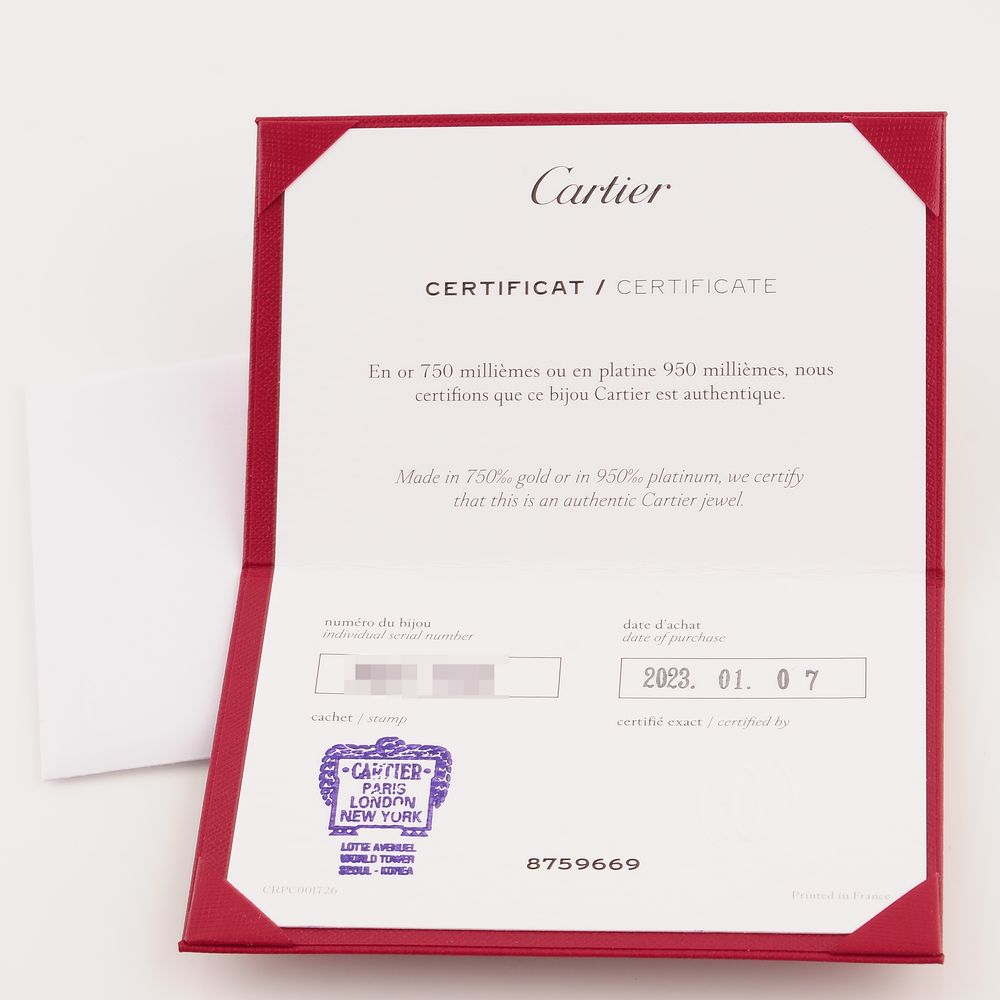 Cartier
CERTIFICAT / CERTIFICATE
En or 750 millièmes ou en platine 950 millièmes, nous
certifions que ce bijou Cartier est authentique.
Made in 750‰ gold or in 950‰ platinum, we certify
that this is an authentic Cartier jewel.
numéro du bijou
individual serial number
date d'achat
date of purchase
2023. 01. 07
cachet / stamp
certifié exact / certified by
CARTIER
PARIS
LONDON
NEW YORK
LOTTE AVENUEL
WORLD TOWER
SEOUL - KOREA
8759669
CRPC001726
Printed in France